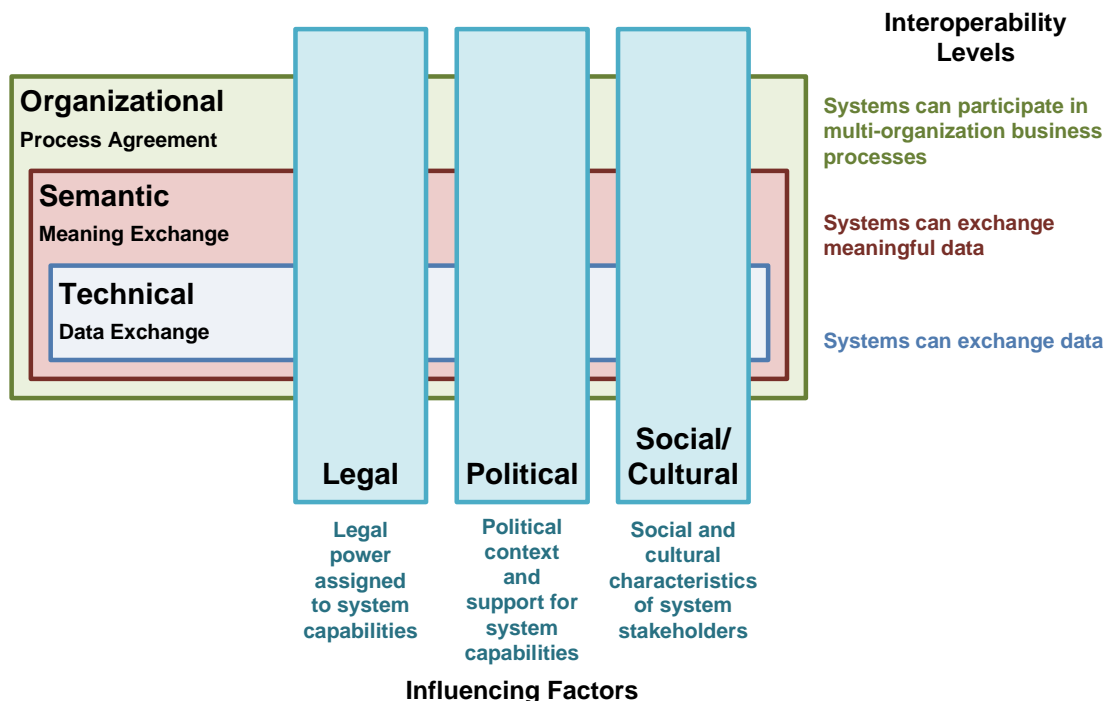 Interoperability
Levels
Organizational
Process Agreement
Systems can participate in
multi-organization business
processes
Semantic
Meaning Exchange
Systems can exchange
meaningful data
Technical
Data Exchange
Systems can exchange data
Legal
Political
Social/
Cultural
Legal
power
assigned
to system
capabilities
Political
context
and
support for
system
capabilities
Social and
cultural
characteristics
of system
stakeholders
Influencing Factors